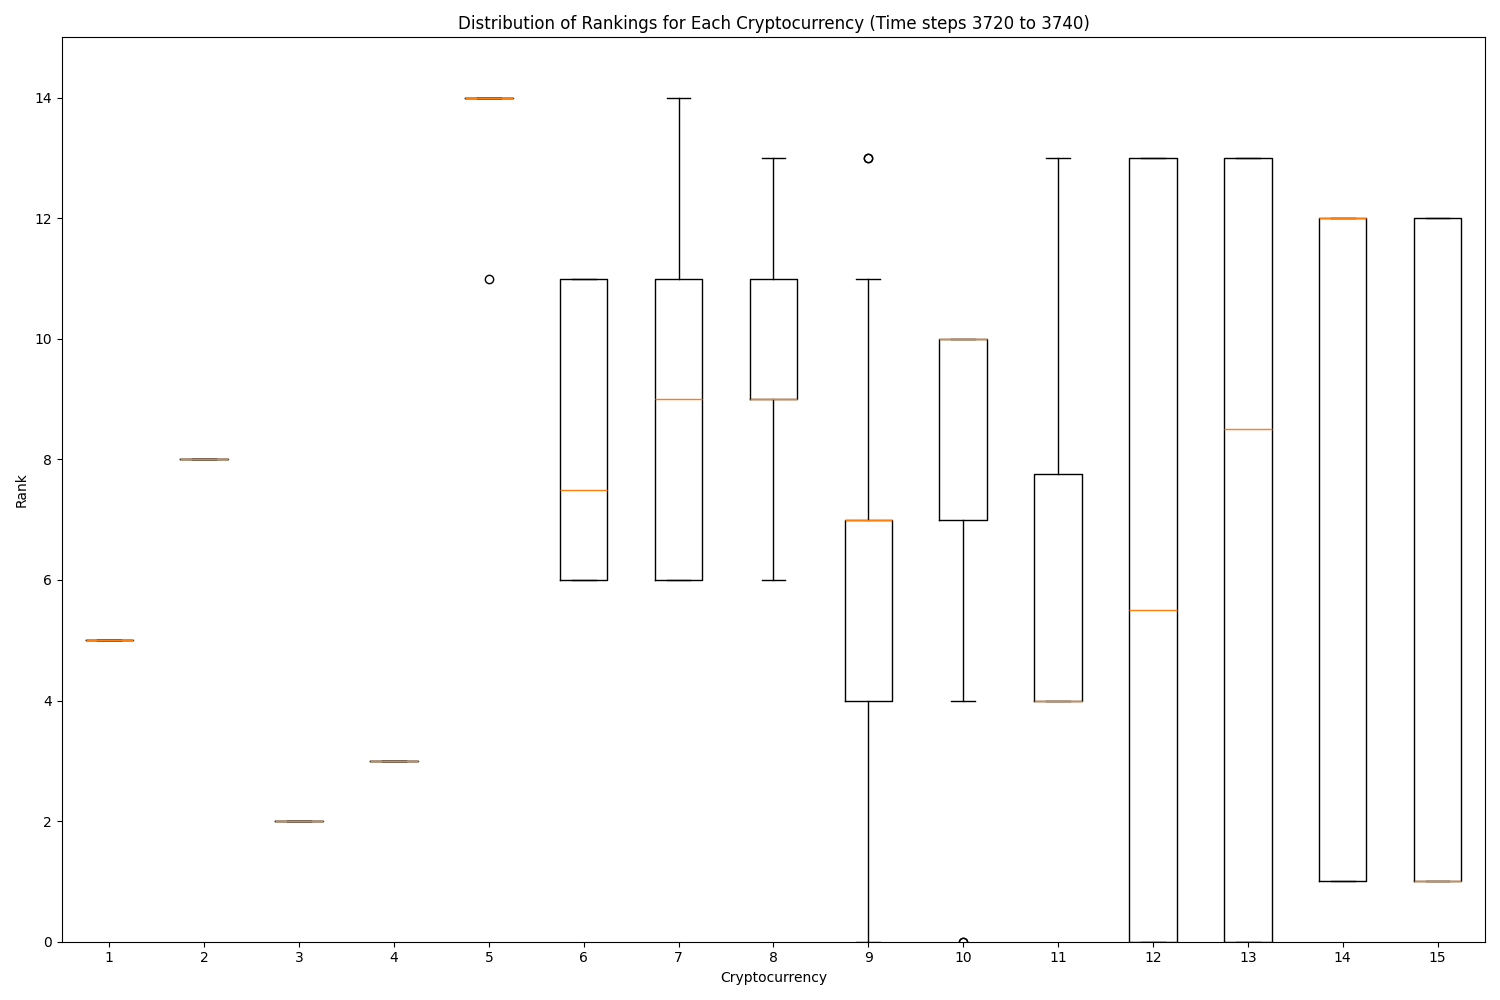 Distribution of Rankings for Each Cryptocurrency (Time steps 3720 to 3740)
14
12
10
8
6
4
2
0
Rank
1 2 3 4 5 6 7 8 9 10 11 12 13 14 15
Cryptocurrency